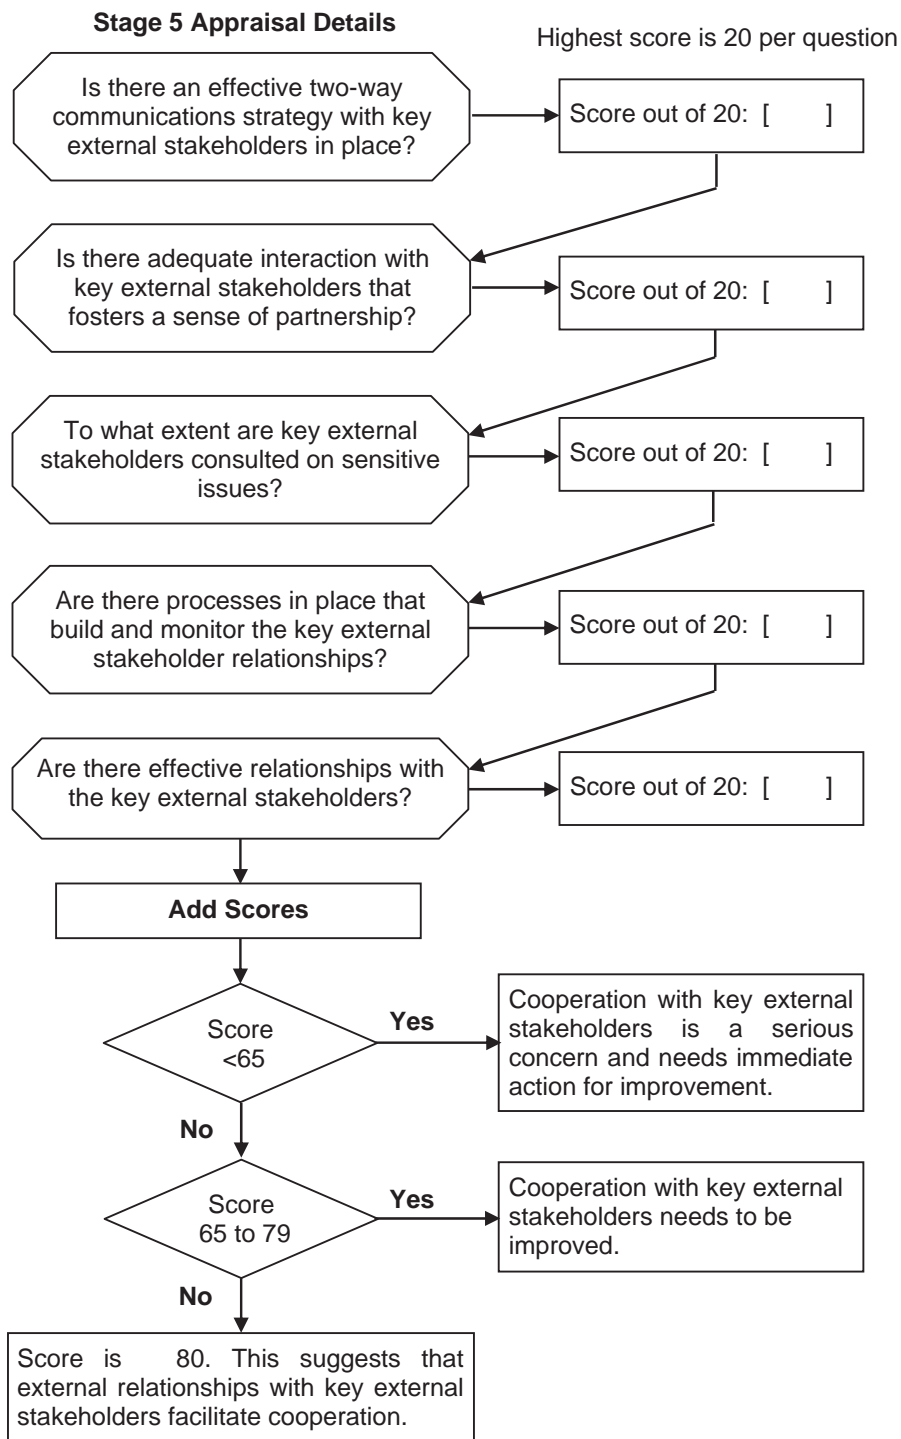 Stage 5 Appraisal Details
Highest score is 20 per question
Is there an effective two-way
communications strategy with key
external stakeholders in place?
Score out of 20: [ ]
Is there adequate interaction with
key external stakeholders that
fosters a sense of partnership?
Score out of 20: [ ]
To what extent are key external
stakeholders consulted on sensitive
issues?
Score out of 20: [ ]
Are there processes in place that
build and monitor the key external
stakeholder relationships?
Score out of 20: [ ]
Are there effective relationships with
the key external stakeholders?
Score out of 20: [ ]
Add Scores
Score
<65
Yes
Cooperation with key external
stakeholders is a serious
concern and needs immediate
action for improvement.
No
Score
65 to 79
Yes
Cooperation with key external
stakeholders needs to be
improved.
No
Score is 80. This suggests that
external relationships with key external
stakeholders facilitate cooperation.